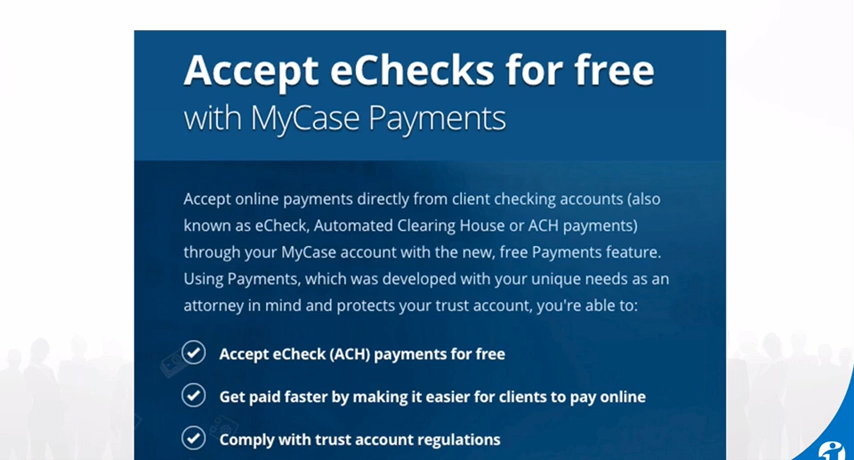 Accept eChecks for free
with MyCase Payments
Accept online payments directly from client checking accounts (also
known as eCheck, Automated Clearing House or ACH payments)
through your MyCase account with the new, free Payments feature.
Using Payments, which was developed with your unique needs as an
attorney in mind and protects your trust account, you're able to:
Accept eCheck (ACH) payments for free
Get paid faster by making it easier for clients to pay online
Comply with trust account regulations